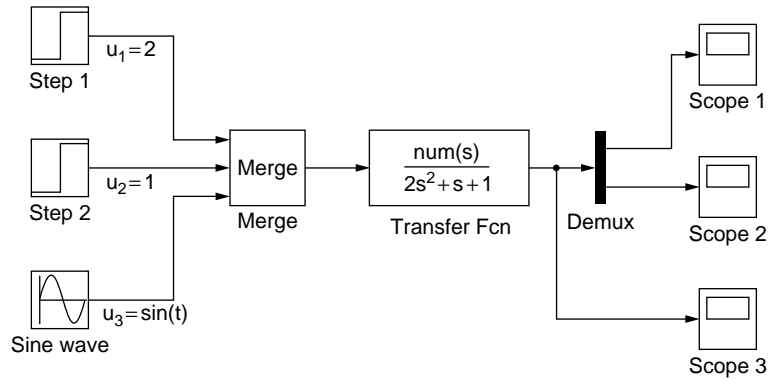 u₁=2
Step 1
Scope 1
Merge
num(s)
2s²+s+1
u₂=1
Step 2
Merge
Transfer Fcn
Demux
Scope 2
u₃=sin(t)
Sine wave
Scope 3